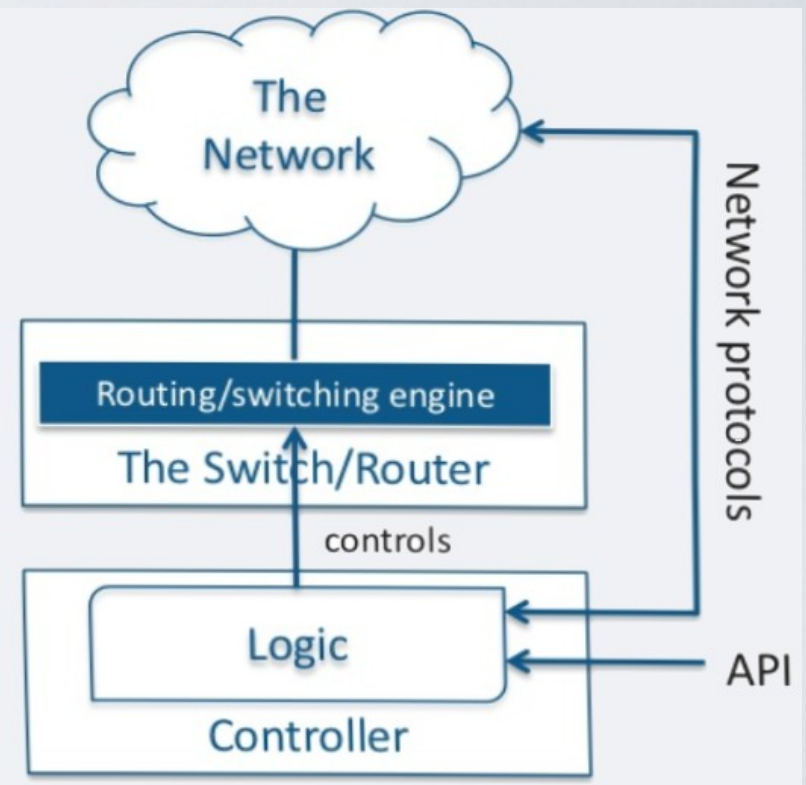 The
Network
Network protocols
Routing/switching engine
The Switch/Router
controls
Logic
API
Controller